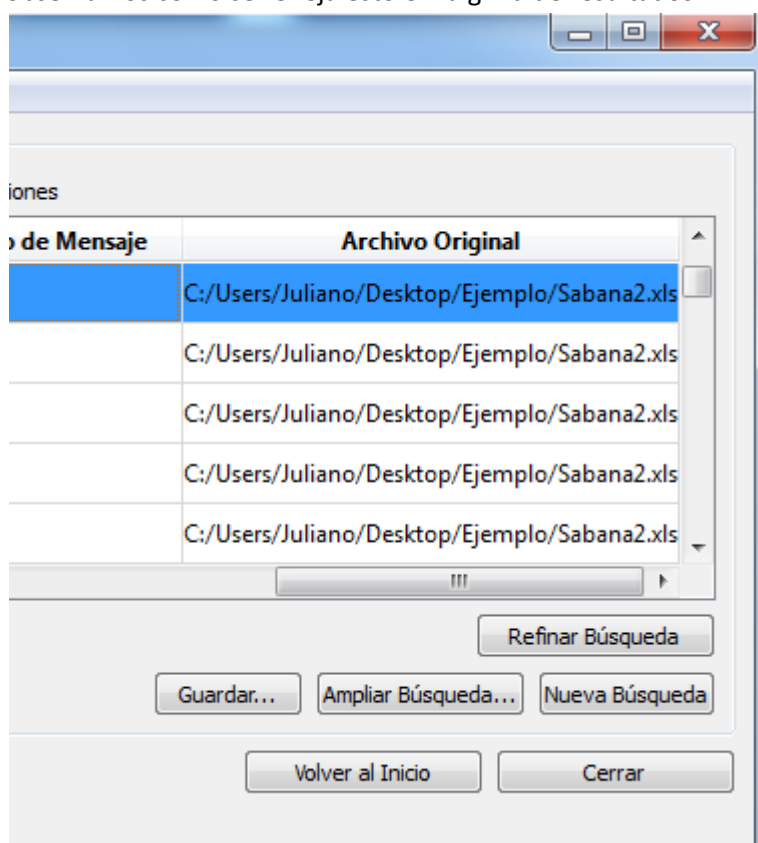 iones
de Mensaje Archivo Original
C:/Users/Juliano/Desktop/Ejemplo/Sabana2.xls
C:/Users/Juliano/Desktop/Ejemplo/Sabana2.xls
C:/Users/Juliano/Desktop/Ejemplo/Sabana2.xls
C:/Users/Juliano/Desktop/Ejemplo/Sabana2.xls
C:/Users/Juliano/Desktop/Ejemplo/Sabana2.xls
Refinar Búsqueda
Guardar... Ampliar Búsqueda... Nueva Búsqueda
Volver al Inicio Cerrar